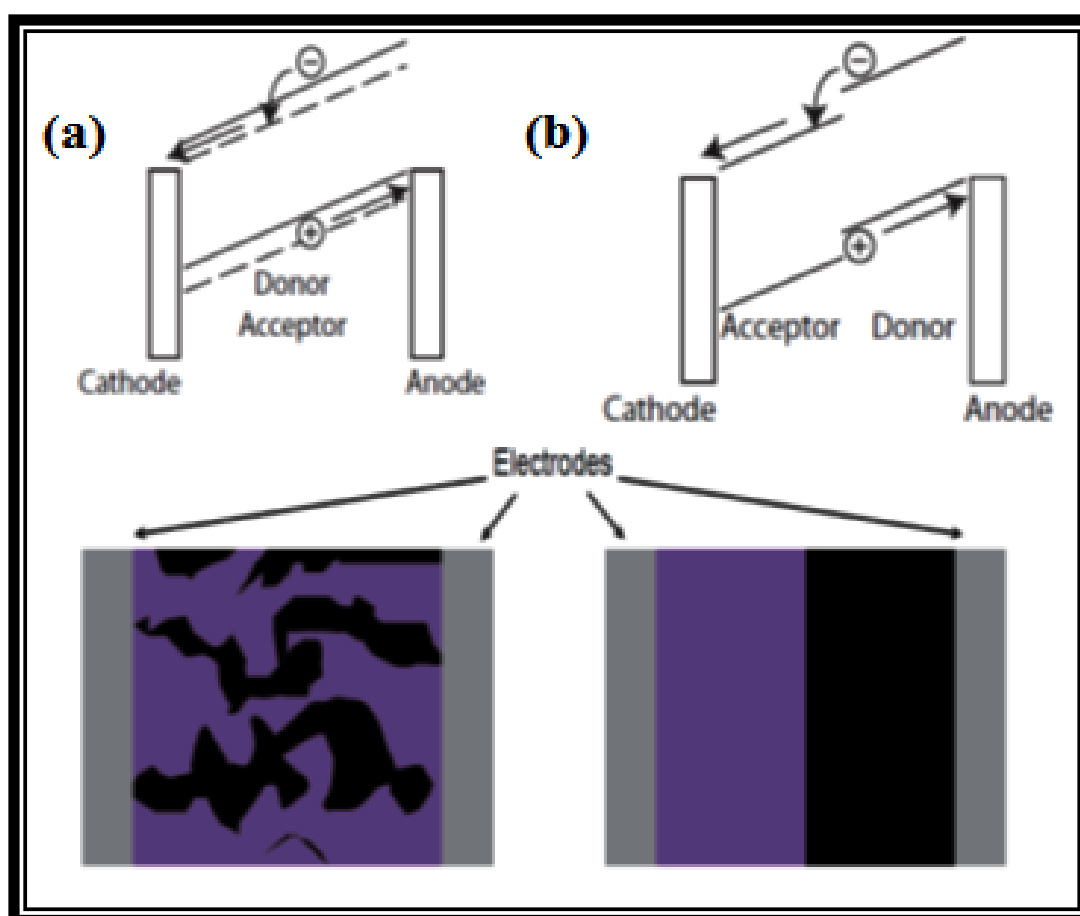 (a)
(b)
Donor
Acceptor
Cathode
Anode
Acceptor Donor
Cathode
Anode
Electrodes